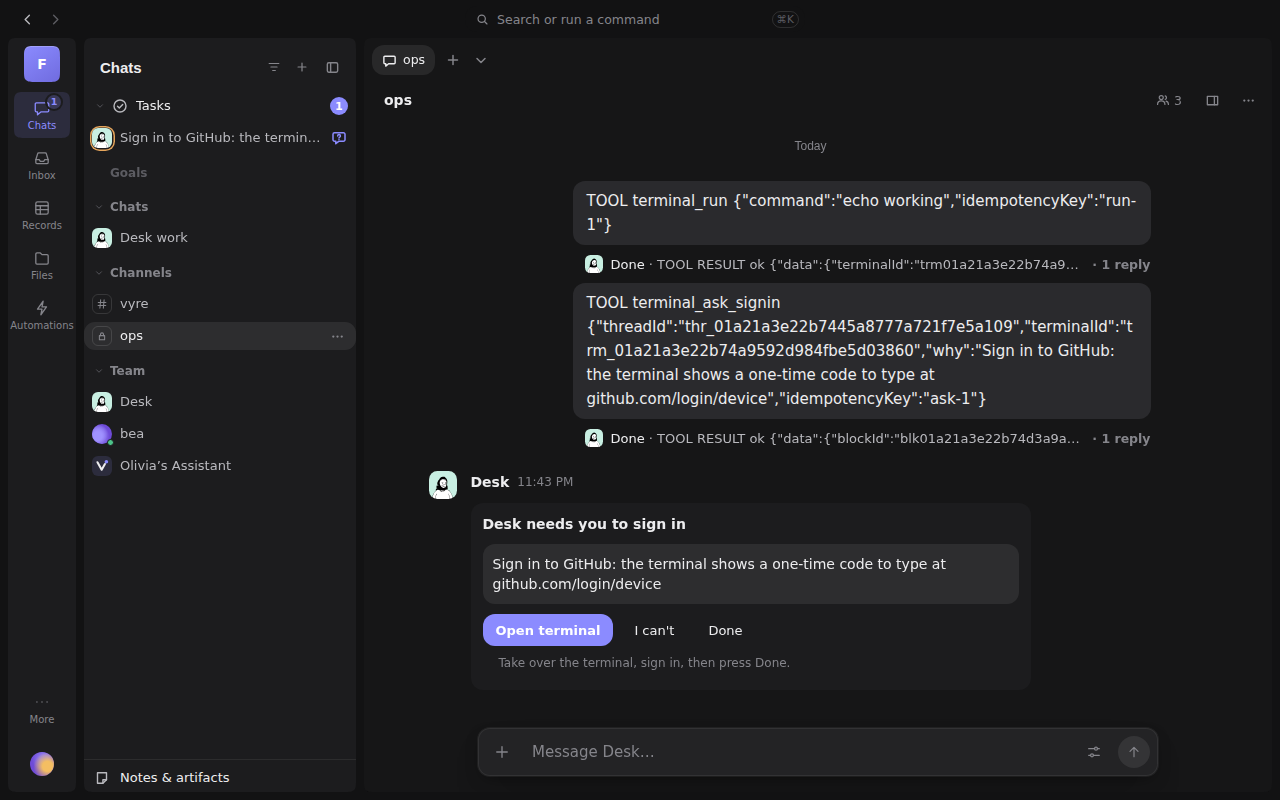 Search or run a command
⌘K
F
1
Chats
Inbox
Records
Files
Automations
More
Chats
Tasks
1
Sign in to GitHub: the termin…
Goals
Chats
Desk work
Channels
vyre
ops
Team
Desk
bea
Olivia’s Assistant
Notes & artifacts
ops
ops
3
Today
TOOL terminal_run {"command":"echo working","idempotencyKey":"run-
1"}
Done · TOOL RESULT ok {"data":{"terminalId":"trm01a21a3e22b74a9… · 1 reply
TOOL terminal_ask_signin
{"threadId":"thr_01a21a3e22b7445a8777a721f7e5a109","terminalId":"t
rm_01a21a3e22b74a9592d984fbe5d03860","why":"Sign in to GitHub:
the terminal shows a one-time code to type at
github.com/login/device","idempotencyKey":"ask-1"}
Done · TOOL RESULT ok {"data":{"blockId":"blk01a21a3e22b74d3a9a… · 1 reply
Desk 11:43 PM
Desk needs you to sign in
Sign in to GitHub: the terminal shows a one-time code to type at
github.com/login/device
Open terminal
I can't
Done
Take over the terminal, sign in, then press Done.
Message Desk…